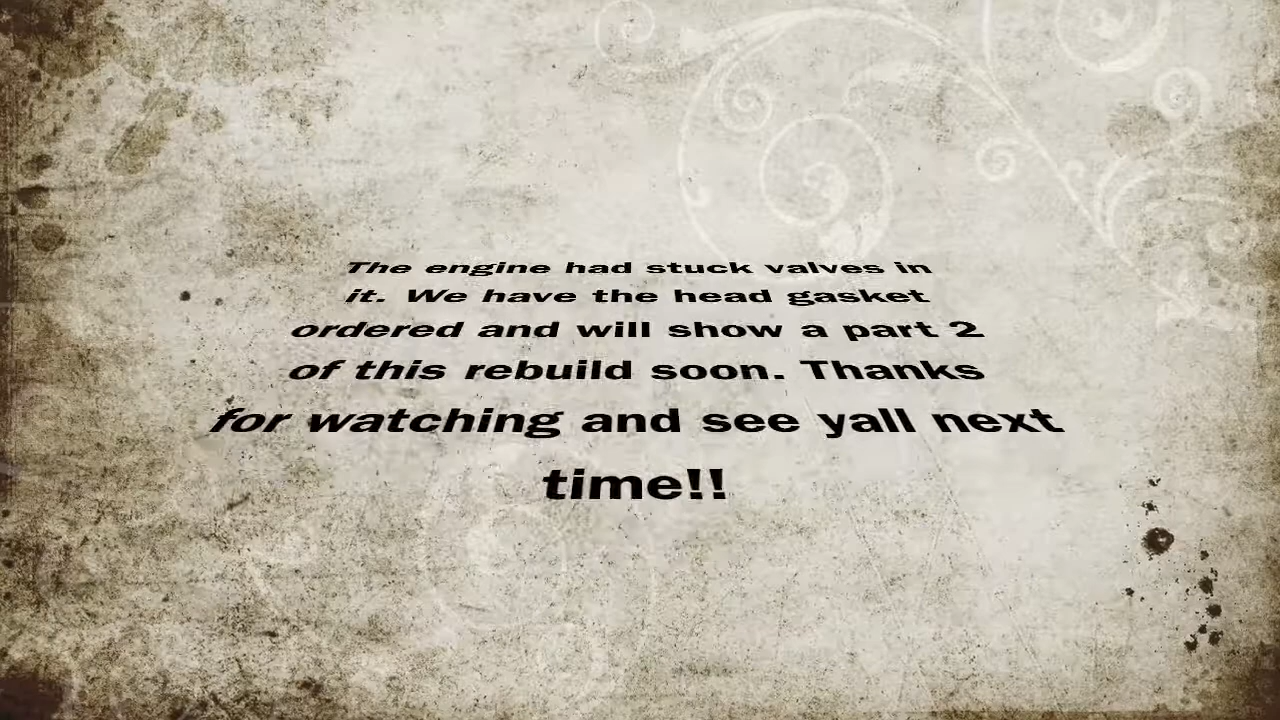 The engine had stuck valves in
it. We have the head gasket
ordered and will show a part 2
of this rebuild soon. Thanks
for watching and see yall next
time!!